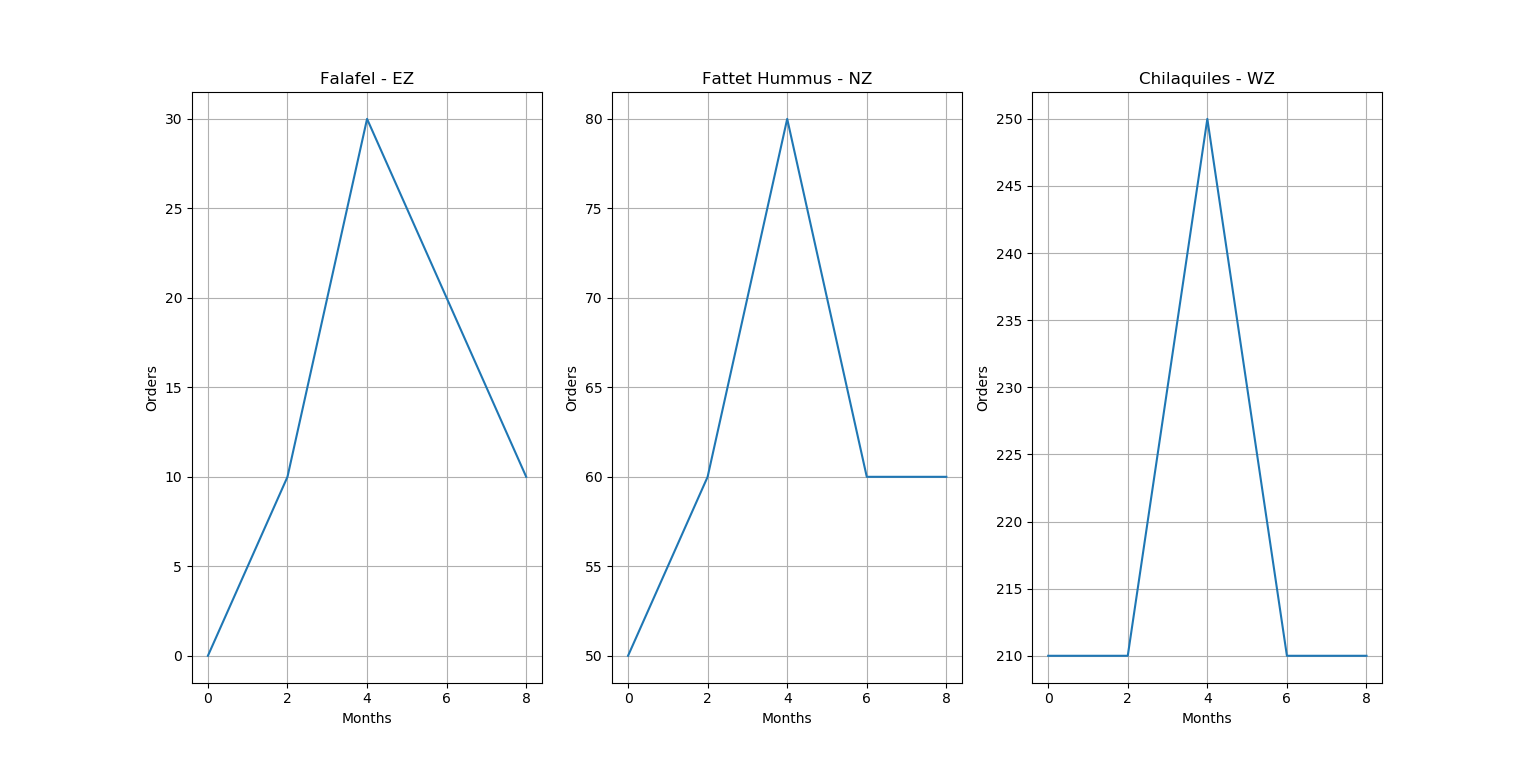 Falafel - EZ
30
25
20
15
10
5
0
Orders
0 2 4 6 8
Months
Fattet Hummus - NZ
80
75
70
65
60
55
50
Orders
0 2 4 6 8
Months
Chilaquiles - WZ
250
245
240
235
230
225
220
215
210
Orders
0 2 4 6 8
Months